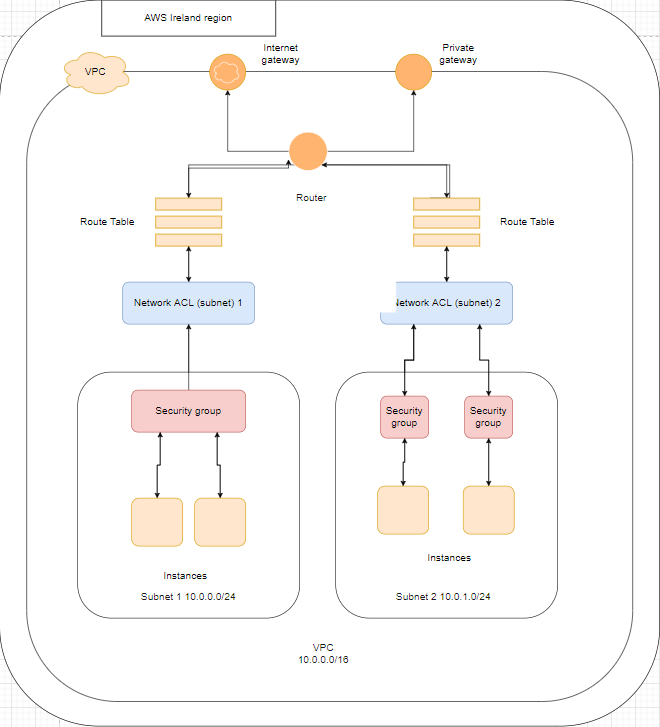 AWS Ireland region
Internet
gateway
Private
gateway
VPC
Router
Route Table
Route Table
Network ACL (subnet) 1
Network ACL (subnet) 2
Security group
Security
group
Security
group
Instances
Subnet 1 10.0.0.0/24
Instances
Subnet 2 10.0.1.0/24
VPC
10.0.0.0/16